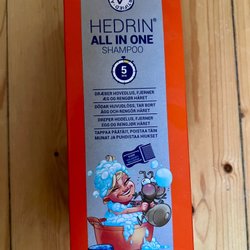 HEDRIN®
ALL IN ONE
SHAMPOO
5
DRÆBER HOVEDLUS, FJERNER
ÆG OG RENGØR HÅRET
DÖDAR HUVUDLÖSS, TAR BORT
ÄGG OCH RENGÖR HÅRET
DREPER HODELUS, FJERNER
EGG OG RENGJØR HÅRET
TAPPAA PÄÄTÄIT, POISTAA TÄIN
MUNAT JA PUHDISTAA HIUKSET